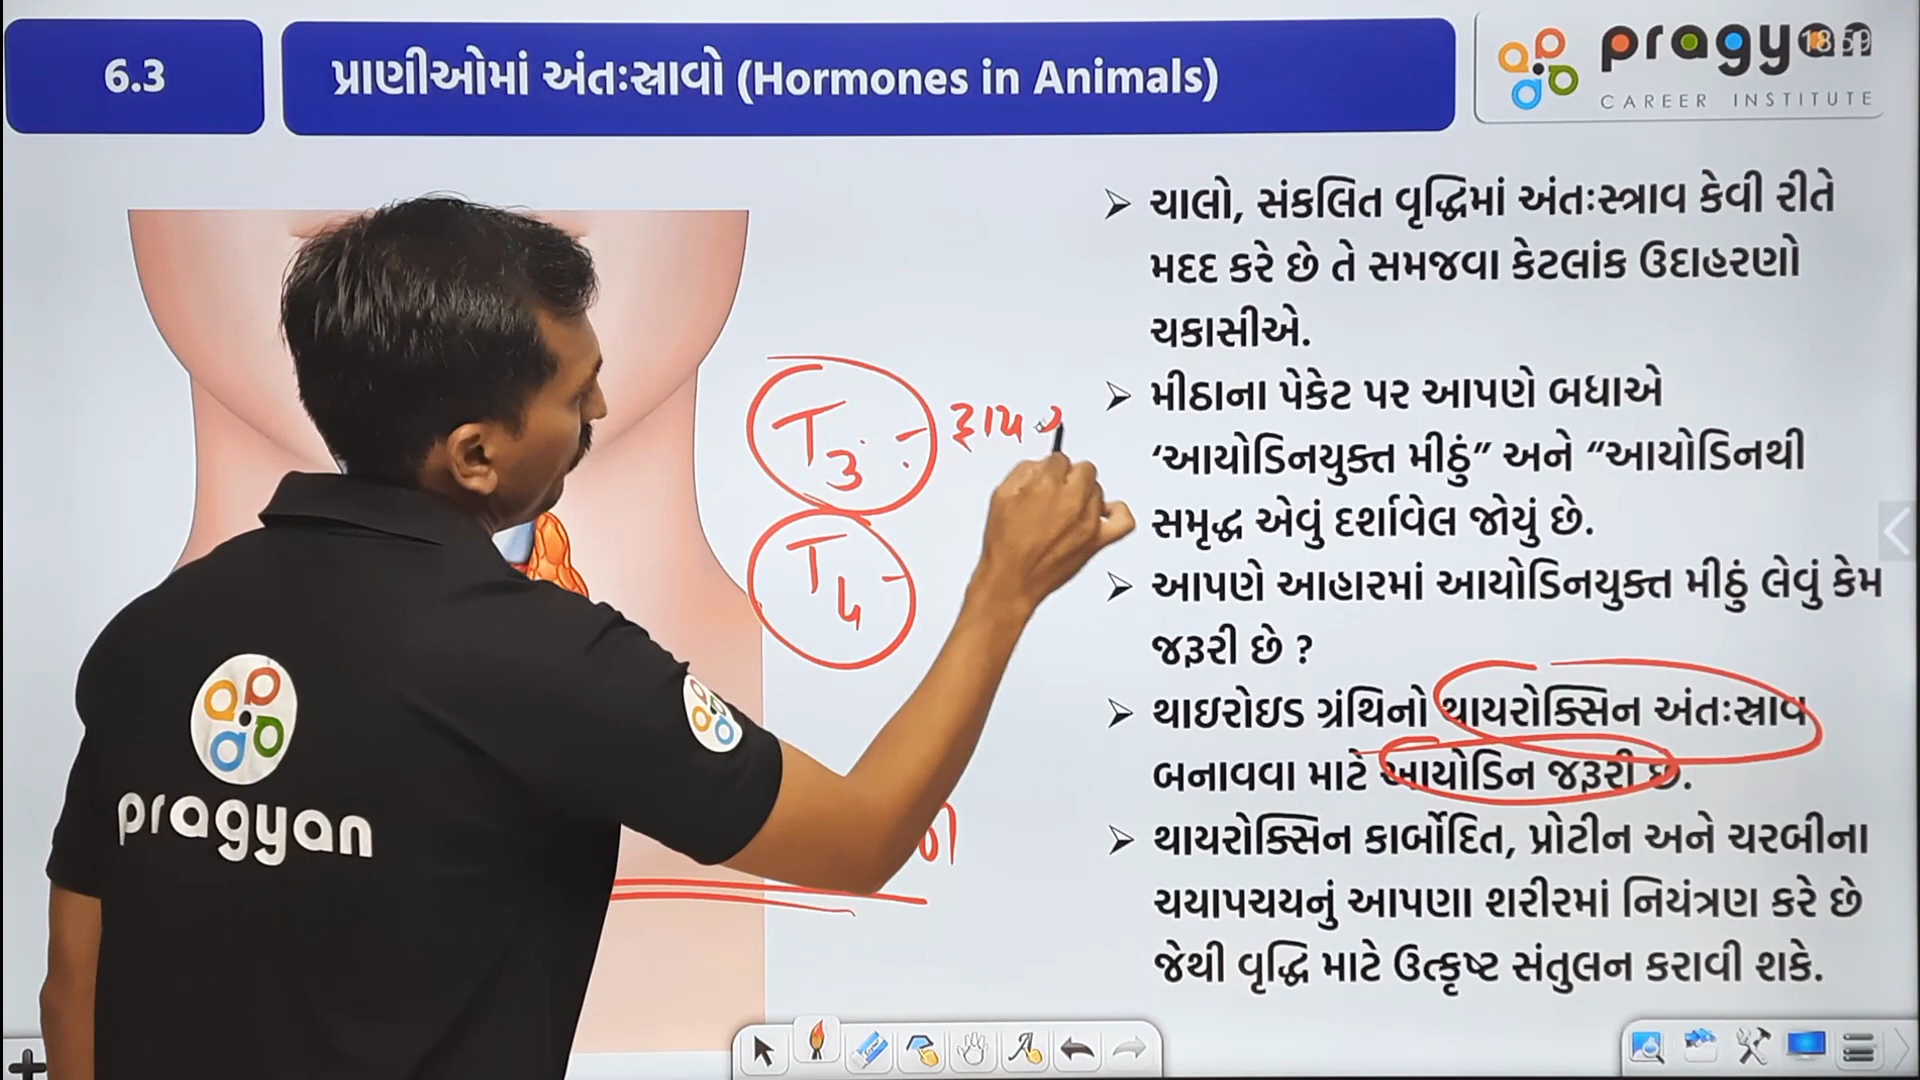 6.3
પ્રાણીઓમાં અંતઃસ્રાવો (Hormones in Animals)
pragyan
18:59
CAREER INSTITUTE
ચાલો, સંકલિત વૃદ્ધિમાં અંતઃસ્ત્રાવ કેવી રીતે
મદદ કરે છે તે સમજવા કેટલાંક ઉદાહરણો
ચકાસીએ.
મીઠાના પેકેટ પર આપણે બધાએ
‘આયોડિનયુક્ત મીઠું” અને “આયોડિનથી
સમૃદ્ધ એવું દર્શાવેલ જોયું છે.
આપણે આહારમાં આયોડિનયુક્ત મીઠું લેવું કેમ
જરૂરી છે ?
થાઇરોઇડ ગ્રંથિનો થાયરોક્સિન અંતઃસ્રાવ
બનાવવા માટે આયોડિન જરૂરી છે.
થાયરોક્સિન કાર્બોદિત, પ્રોટીન અને ચરબીના
ચયાપચયનું આપણા શરીરમાં નિયંત્રણ કરે છે
જેથી વૃદ્ધિ માટે ઉત્કૃષ્ટ સંતુલન કરાવી શકે.
T3 -
T4 -
pragyan